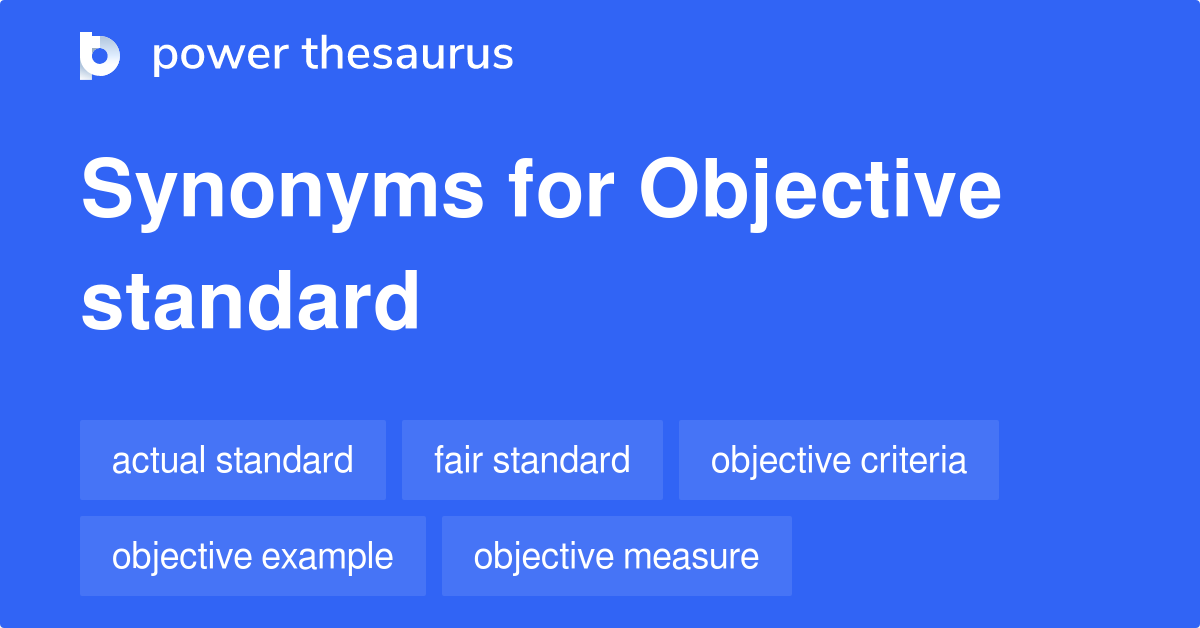 power thesaurus
Synonyms for Objective
standard
actual standard fair standard objective criteria
objective example objective measure